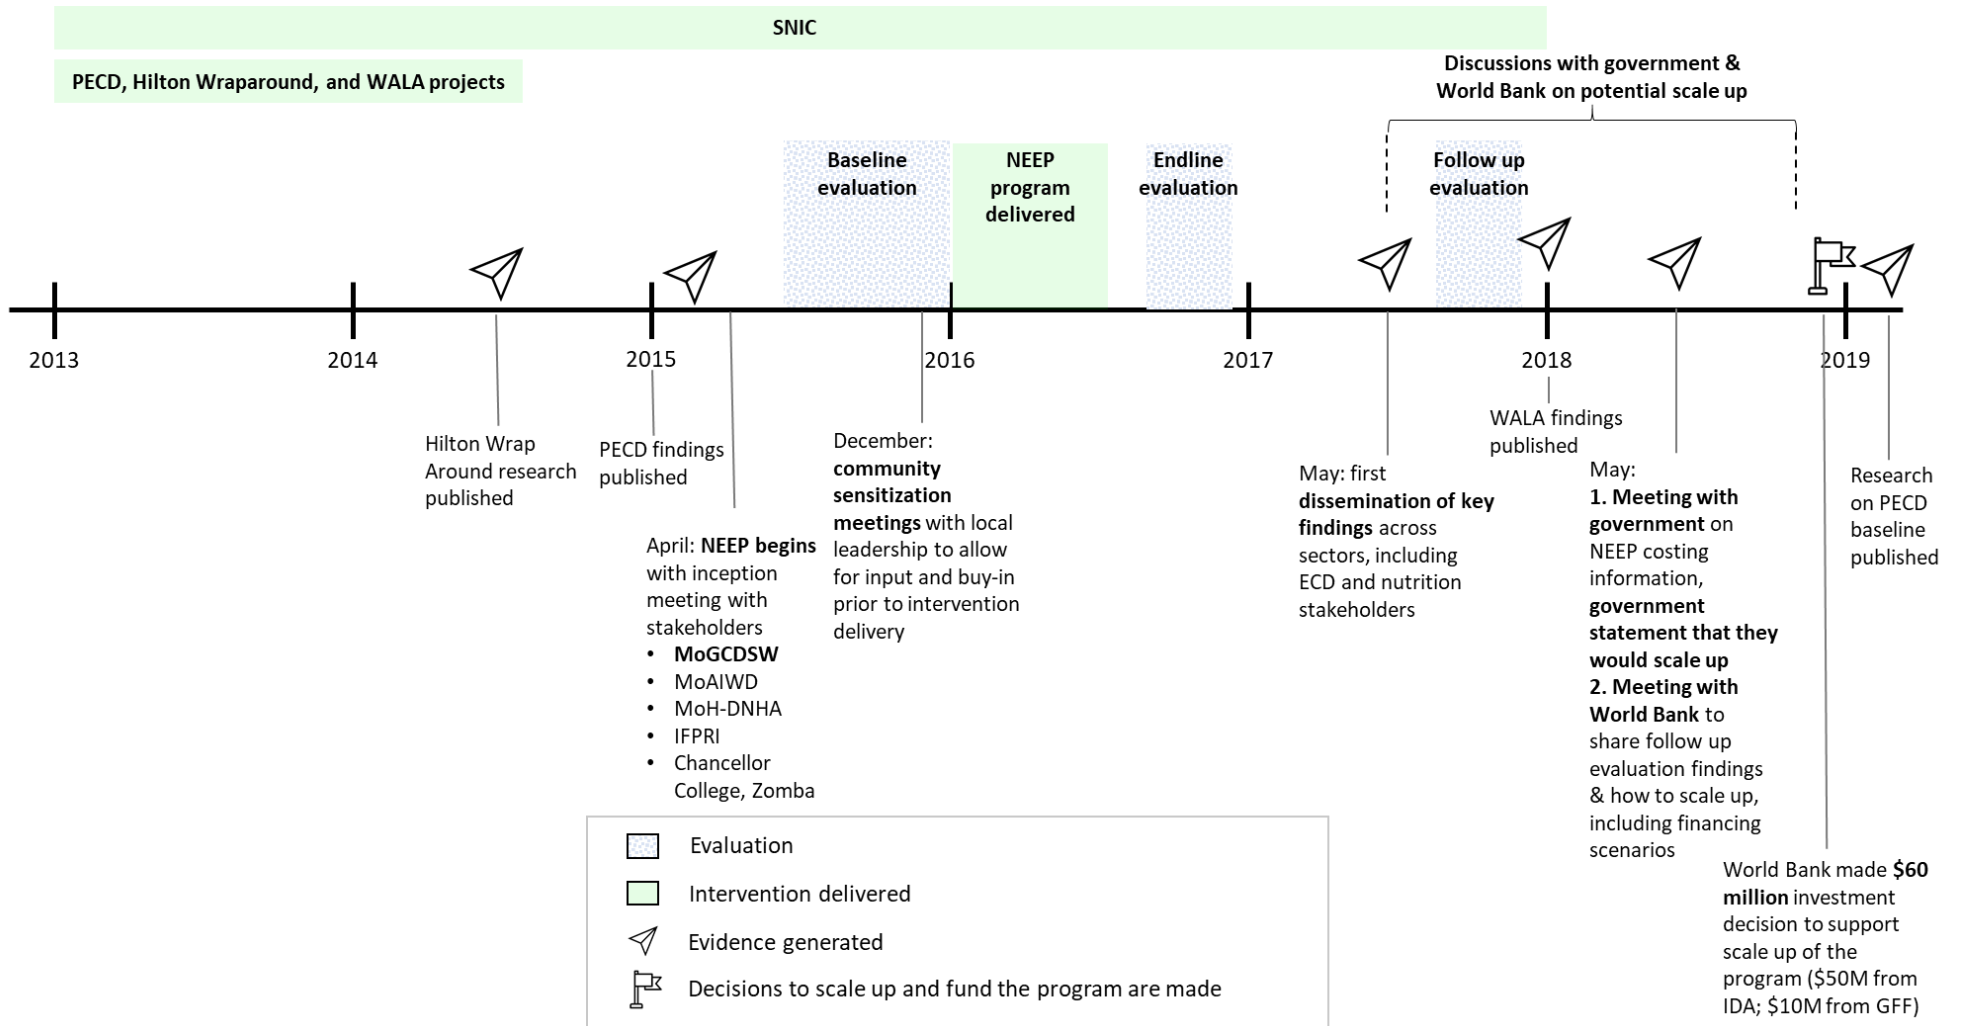 SNIC
PECD, Hilton Wraparound, and WALA projects
Discussions with government &
World Bank on potential scale up
Baseline
evaluation
NEEP
program
delivered
Endline
evaluation
Follow up
evaluation
2013
2014
2015
2016
2017
2018
2019
Hilton Wrap
Around research
published
PECD findings
published
April: NEEP begins
with inception
meeting with
stakeholders
• MoGCDSW
• MoAIWD
• MoH-DNHA
• IFPRI
• Chancellor
College, Zomba
December:
community
sensitization
meetings with local
leadership to allow
for input and buy-in
prior to intervention
delivery
May: first
dissemination of key
findings across
sectors, including
ECD and nutrition
stakeholders
WALA findings
published
May:
1. Meeting with
government on
NEEP costing
information,
government
statement that they
would scale up
2. Meeting with
World Bank to
share follow up
evaluation findings
& how to scale up,
including financing
scenarios
Research
on PECD
baseline
published
World Bank made $60
million investment
decision to support
scale up of the
program ($50M from
IDA; $10M from GFF)
Evaluation
Intervention delivered
Evidence generated
Decisions to scale up and fund the program are made